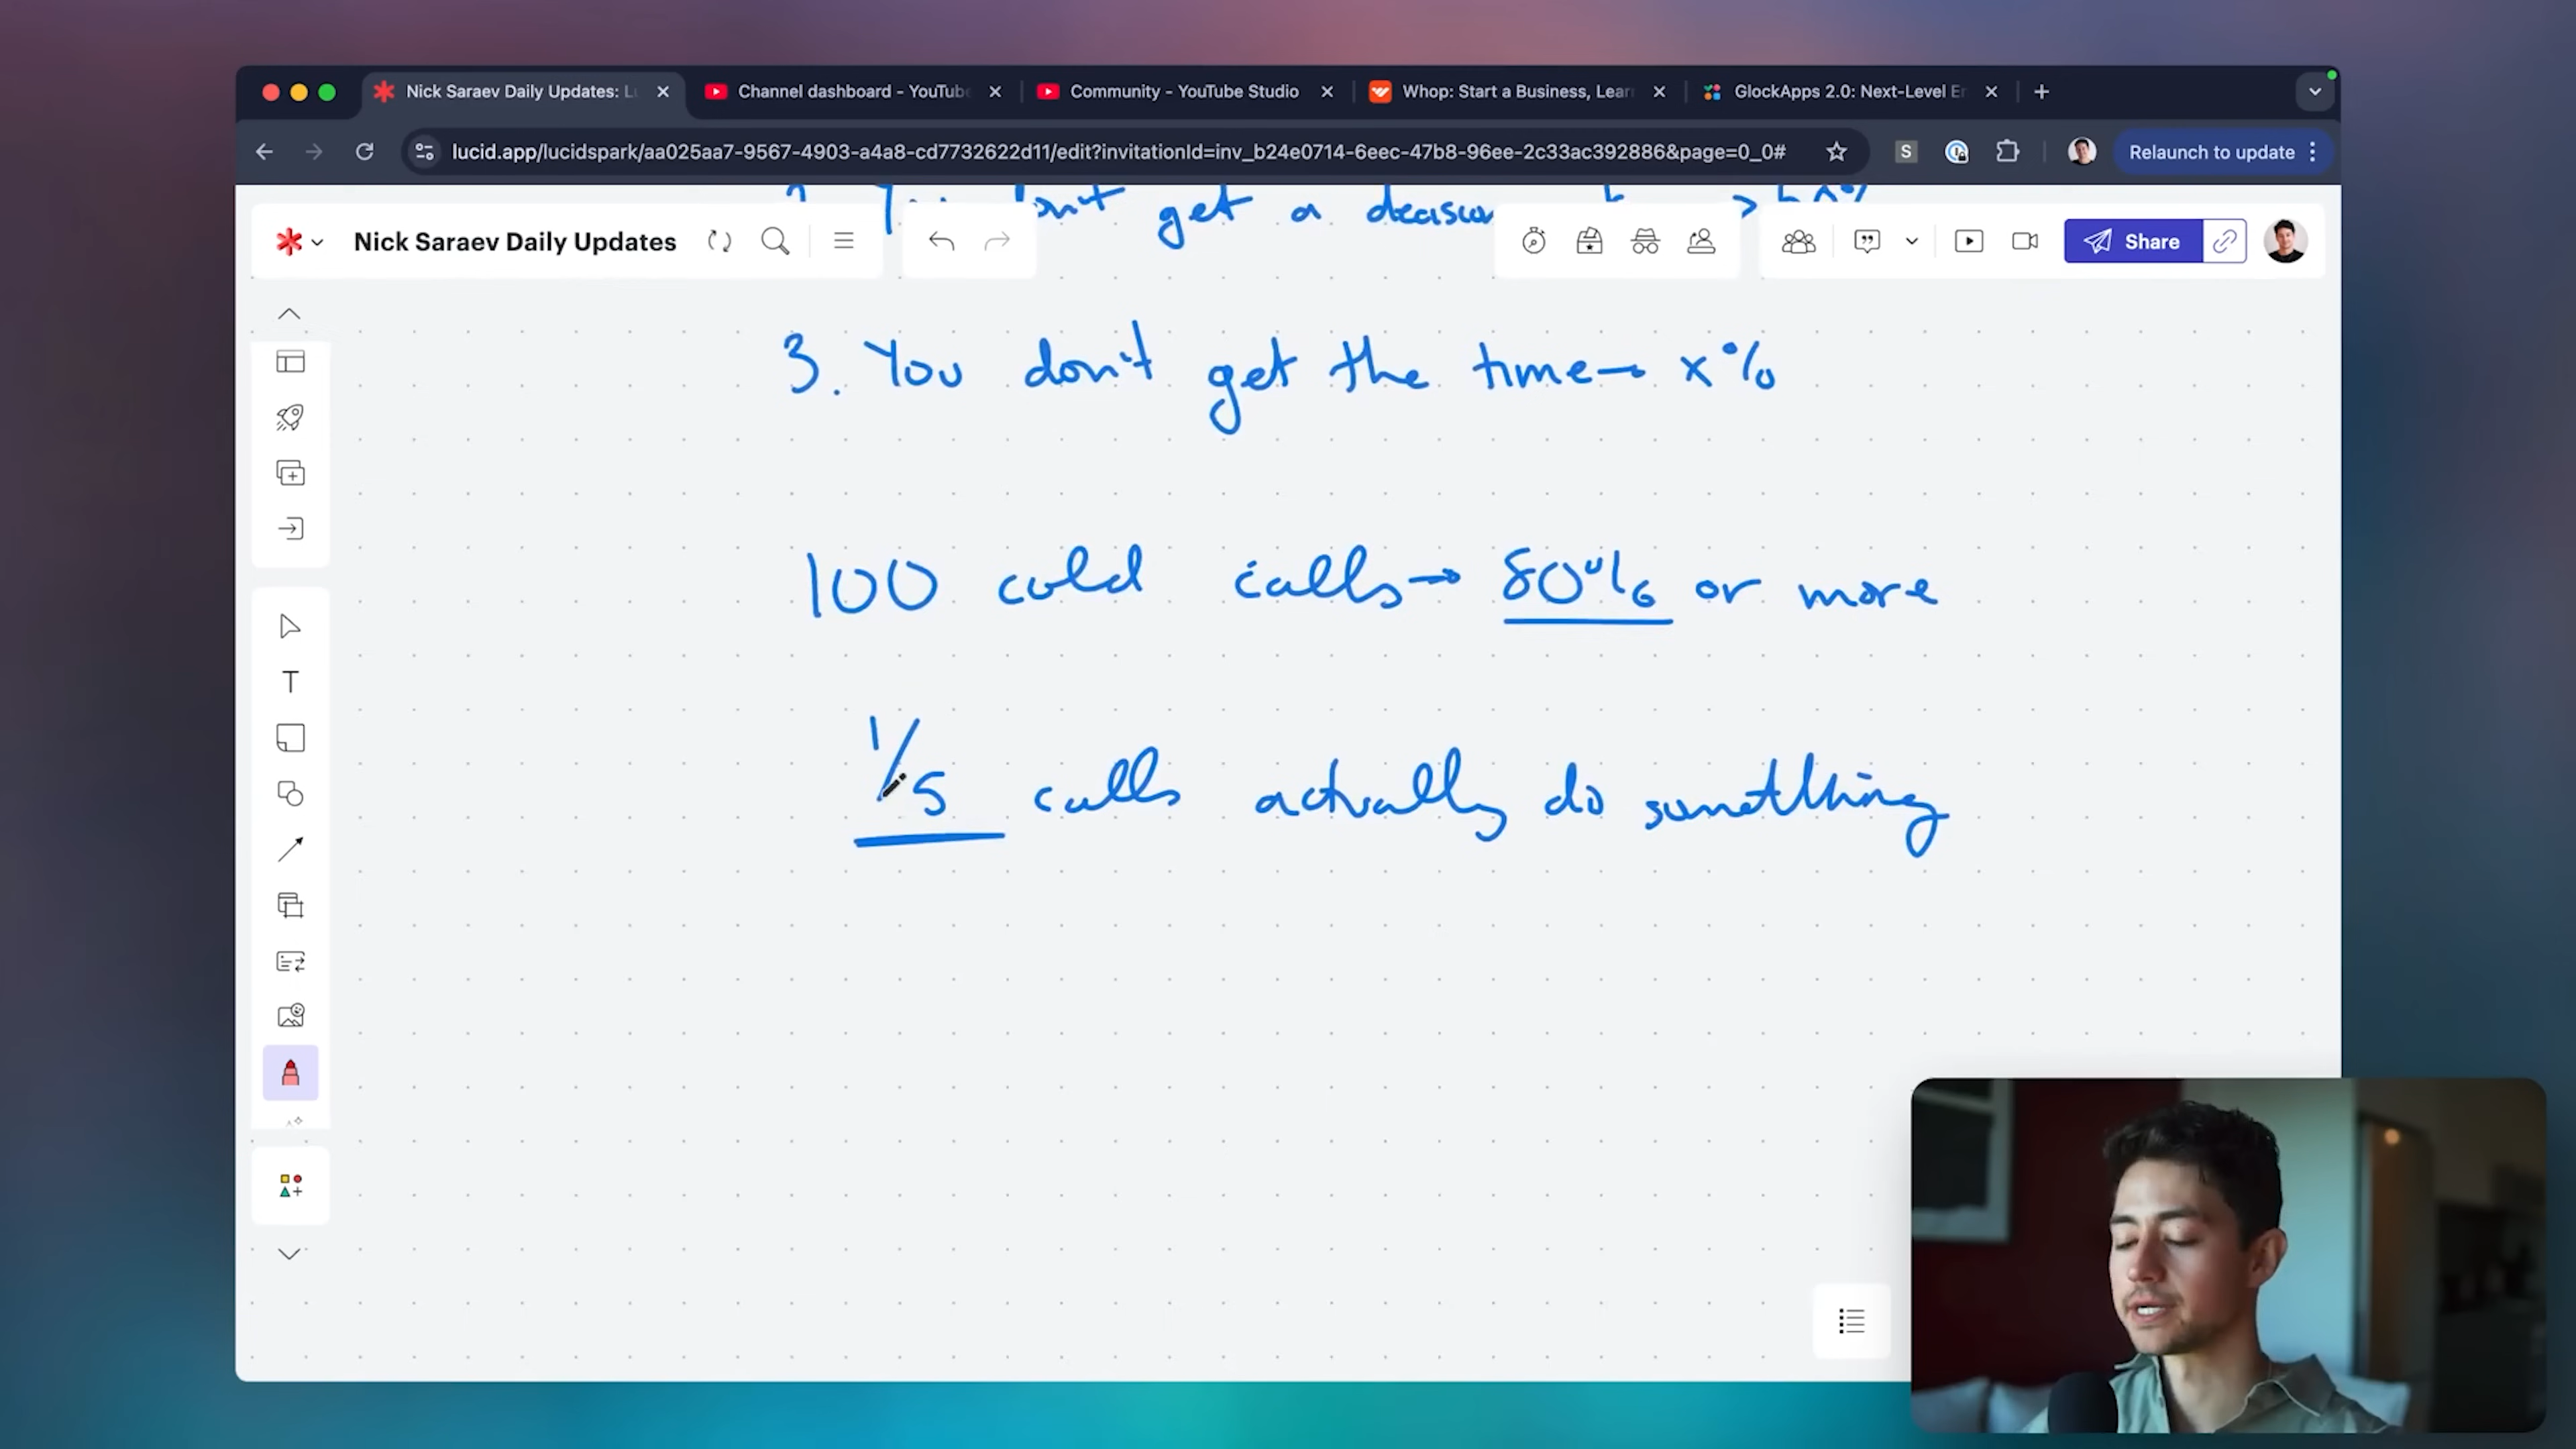 Nick Saraev Daily Updates: Lu
Channel dashboard - YouTube
Community - YouTube Studio
Whop: Start a Business, Lear
GlockApps 2.0: Next-Level Er
lucid.app/lucidspark/aa025aa7-9567-4903-a4a8-cd7732622d11/edit?invitationId=inv_b24e0714-6eec-47b8-96ee-2c33ac392886&page=0_0#
S
Relaunch to update
get a
Nick Saraev Daily Updates
Share
3. You don't get the time → x%
T
100 cold calls → 80% or more
1/5 calls actually do something